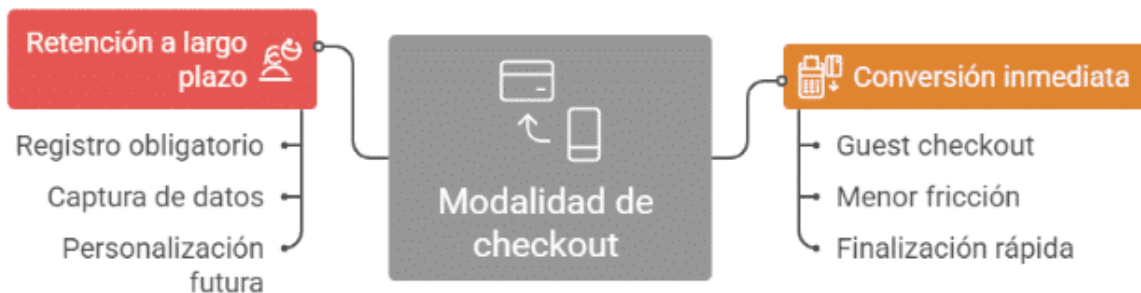 Retención a largo
plazo
Registro obligatorio
Captura de datos
Personalización
futura
Modalidad de
checkout
Conversión inmediata
Guest checkout
Menor fricción
Finalización rápida